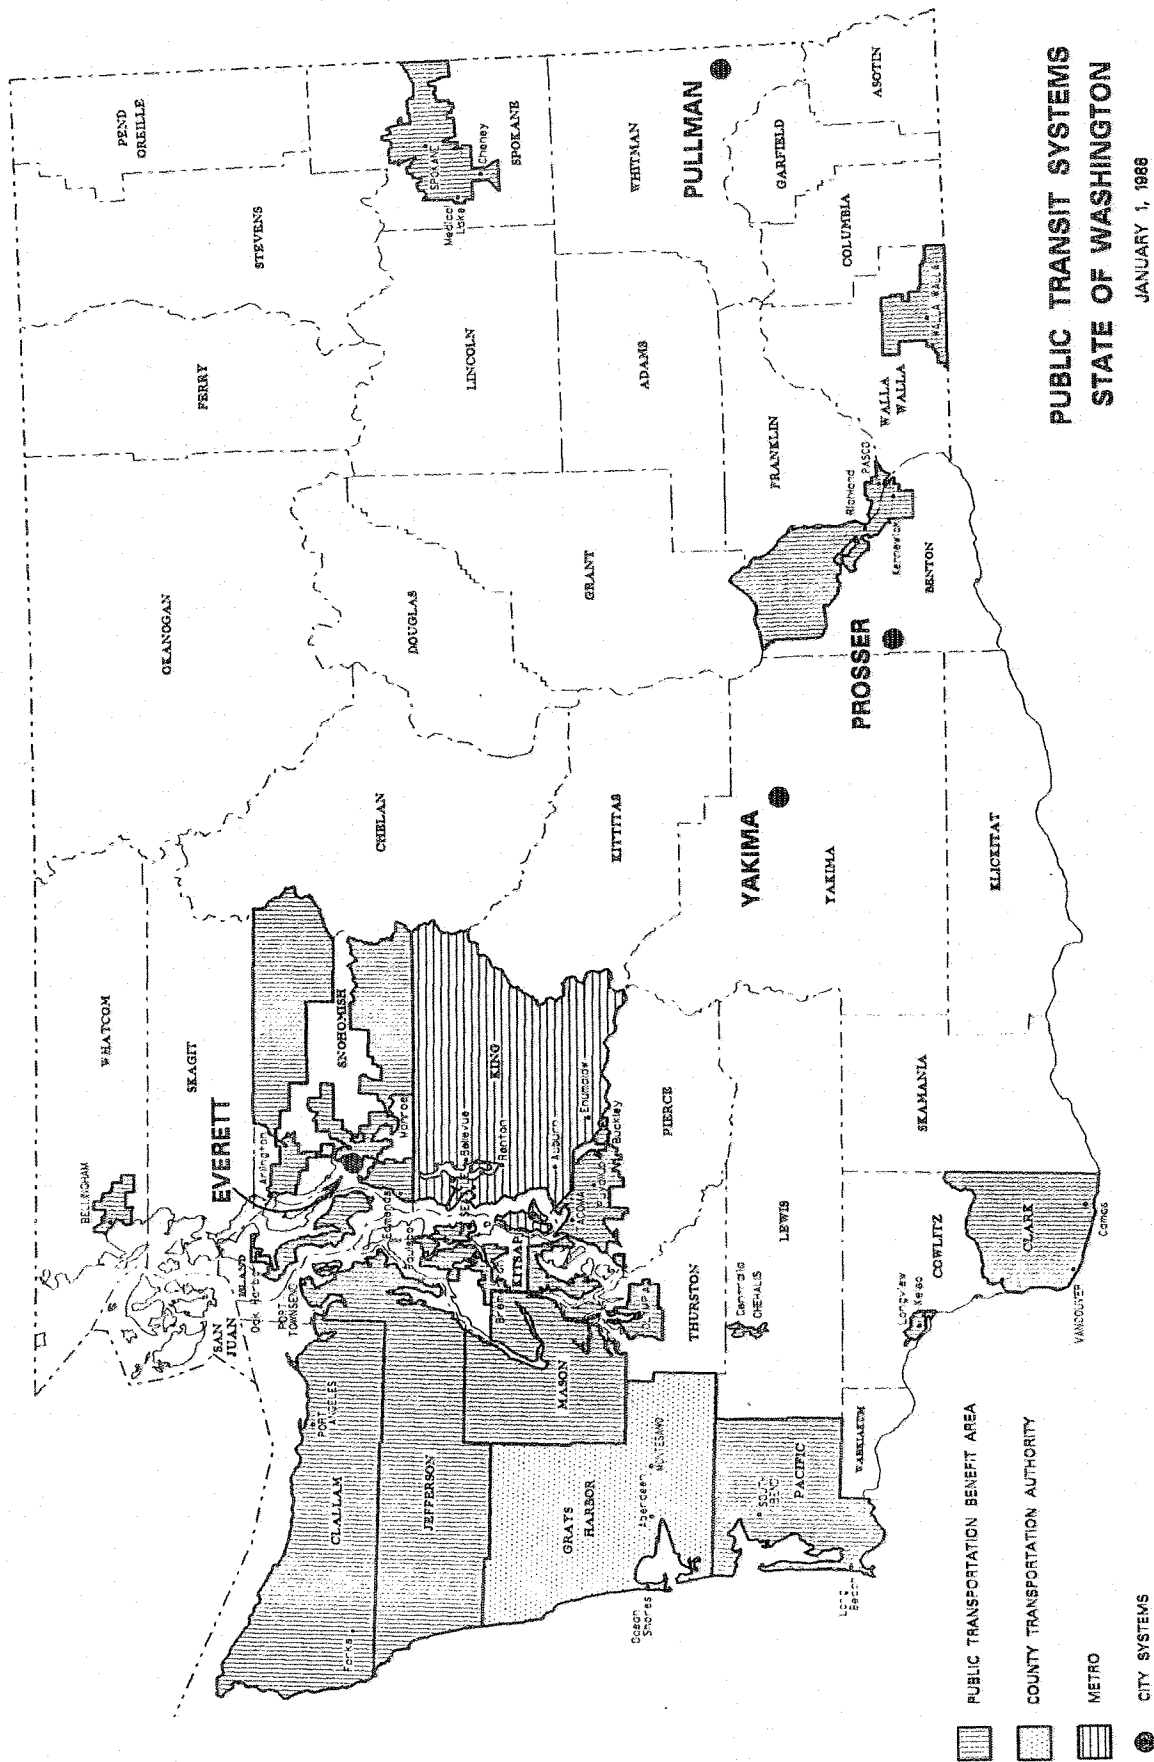 PUBLIC TRANSIT SYSTEMS
STATE OF WASHINGTON
JANUARY 1, 1988
WHATCOM
BELLINGHAM
SAN
JUAN
SKAGIT
ISLAND
Oak Harbor
PORT
TOWNSEND
EVERETT
Arlington
SNOHOMISH
Monroe
Edmonds
Poulsbo
CLALLAM
PORT
ANGELES
Forks
JEFFERSON
KITSAP
MASON
KING
Bellevue
Renton
Auburn
Enumclaw
Buckley
Puyallup
TACOMA
PIERCE
GRAYS
HARBOR
Aberdeen
MONTESANO
Ocean
Shores
THURSTON
Centralia
CHEHALIS
LEWIS
PACIFIC
SOUTH
BEND
Long
Beach
WAHKIAKUM
COWLITZ
Longview
Kelso
CLARK
VANCOUVER
Camas
SKAMANIA
OKANOGAN
CHELAN
DOUGLAS
KITTITAS
GRANT
YAKIMA
YAKIMA
KLICKITAT
PROSSER
BENTON
Richland
PASCO
Kennewick
FERRY
STEVENS
PEND
OREILLE
LINCOLN
SPOKANE
Medical
Lake
Cheney
SPOKANE
ADAMS
WHITMAN
PULLMAN
FRANKLIN
WALLA
WALLA
WALLA WALLA
COLUMBIA
GARFIELD
ASOTIN
PUBLIC TRANSPORTATION BENEFIT AREA
COUNTY TRANSPORTATION AUTHORITY
METRO
CITY SYSTEMS